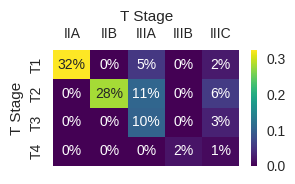 T Stage
IIA IIB IIIA IIIB IIIC
T Stage
T1 32% 0% 5% 0% 2%
T2 0% 28% 11% 0% 6%
T3 0% 0% 10% 0% 3%
T4 0% 0% 0% 2% 1%
0.3
0.2
0.1
0.0